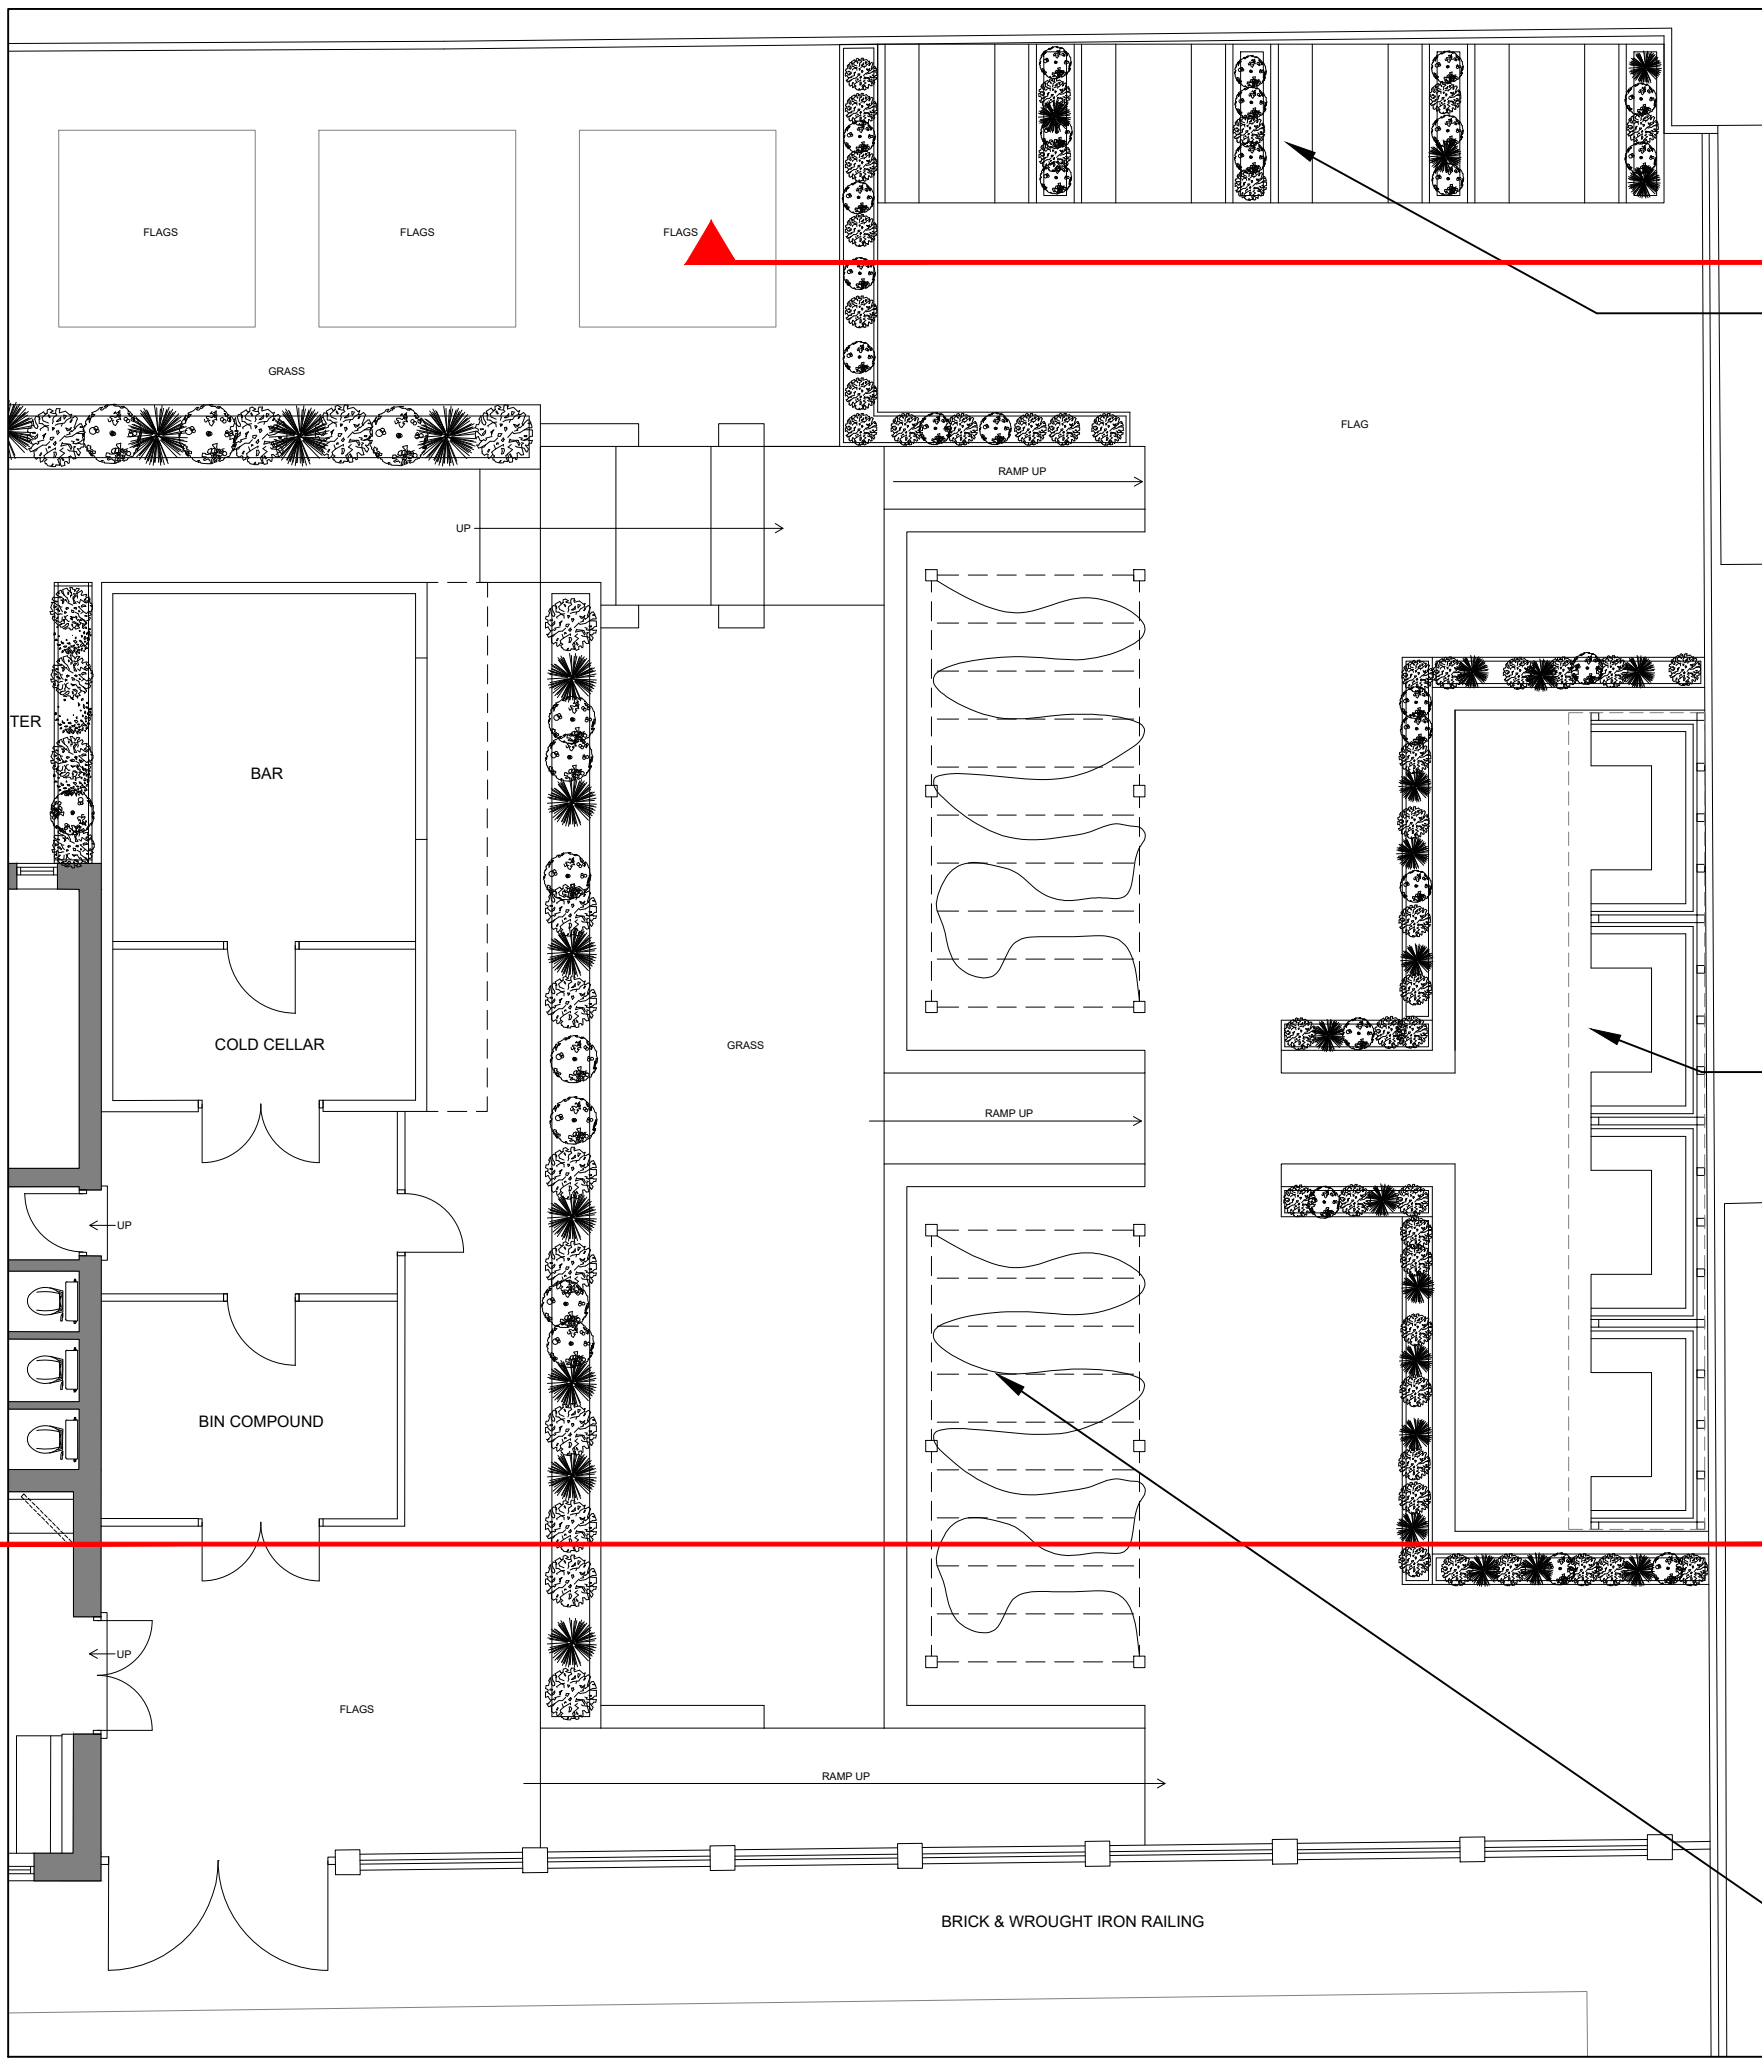 FLAGS
FLAGS
FLAGS
GRASS
FLAG
RAMP UP
UP
TER
BAR
COLD CELLAR
GRASS
RAMP UP
UP
BIN COMPOUND
UP
FLAGS
RAMP UP
BRICK & WROUGHT IRON RAILING